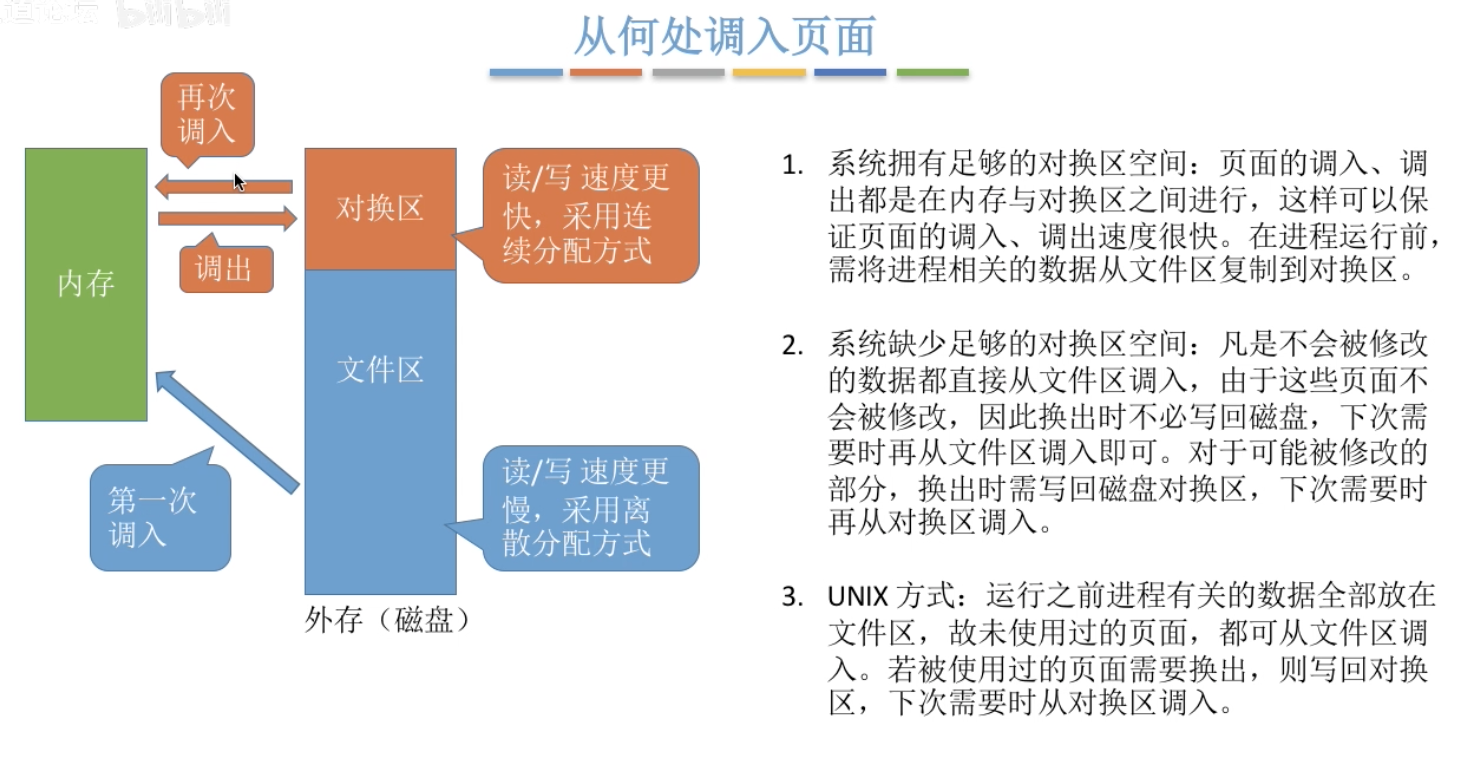 从何处调入页面
再次
调入
调出
内存
第一次
调入
对换区
文件区
外存（磁盘）
读/写 速度更
快，采用连
续分配方式
读/写 速度更
慢，采用离
散分配方式
1. 系统拥有足够的对换区空间：页面的调入、调
出都是在内存与对换区之间进行，这样可以保
证页面的调入、调出速度很快。在进程运行前，
需将进程相关的数据从文件区复制到对换区。
2. 系统缺少足够的对换区空间：凡是不会被修改
的数据都直接从文件区调入，由于这些页面不
会被修改，因此换出时不必写回磁盘，下次需
要时再从文件区调入即可。对于可能被修改的
部分，换出时需写回磁盘对换区，下次需要时
再从对换区调入。
3. UNIX 方式：运行之前进程有关的数据全部放在
文件区，故未使用过的页面，都可从文件区调
入。若被使用过的页面需要换出，则写回对换
区，下次需要时从对换区调入。